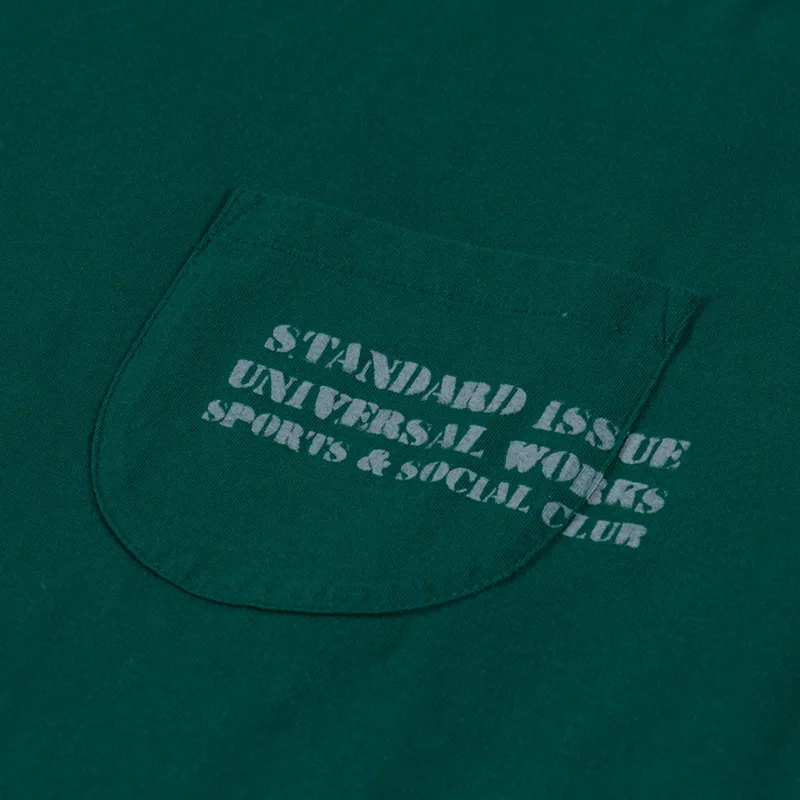 STANDARD ISSUE
UNIVERSAL WORKS
SPORTS & SOCIAL CLUB